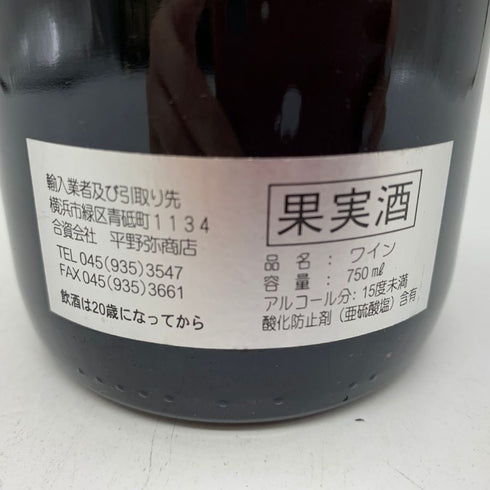 輸入業者及び引取り先
横浜市緑区青砥町1134
合資会社 平野弥商店
TEL 045(935)3547
FAX 045(935)3661
飲酒は20歳になってから
果実酒
品名: ワイン
容量: 750㎖
アルコール分: 15度未満
酸化防止剤(亜硫酸塩)含有